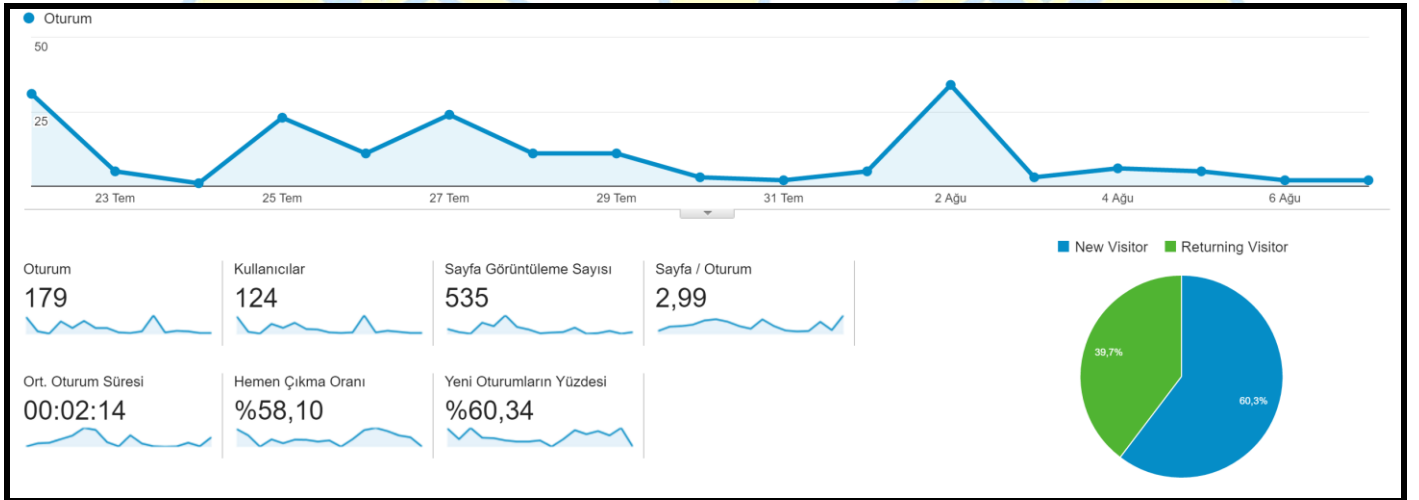 Oturum
50
25
23 Tem 25 Tem 27 Tem 29 Tem 31 Tem 2 Ağu 4 Ağu 6 Ağu
New Visitor Returning Visitor
Oturum Kullanıcılar Sayfa Görüntüleme Sayısı Sayfa / Oturum
179 124 535 2,99
39,7%
60,3%
Ort. Oturum Süresi Hemen Çıkma Oranı Yeni Oturumların Yüzdesi
00:02:14 %58,10 %60,34